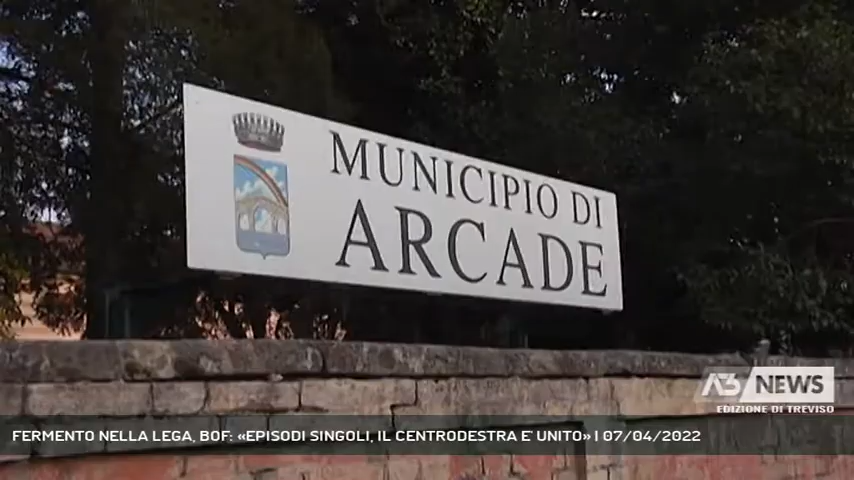 MUNICIPIO DI
ARCADE
A3 NEWS
EDIZIONE DI TREVISO
FERMENTO NELLA LEGA, BOF: «EPISODI SINGOLI, IL CENTRODESTRA E' UNITO» | 07/04/2022